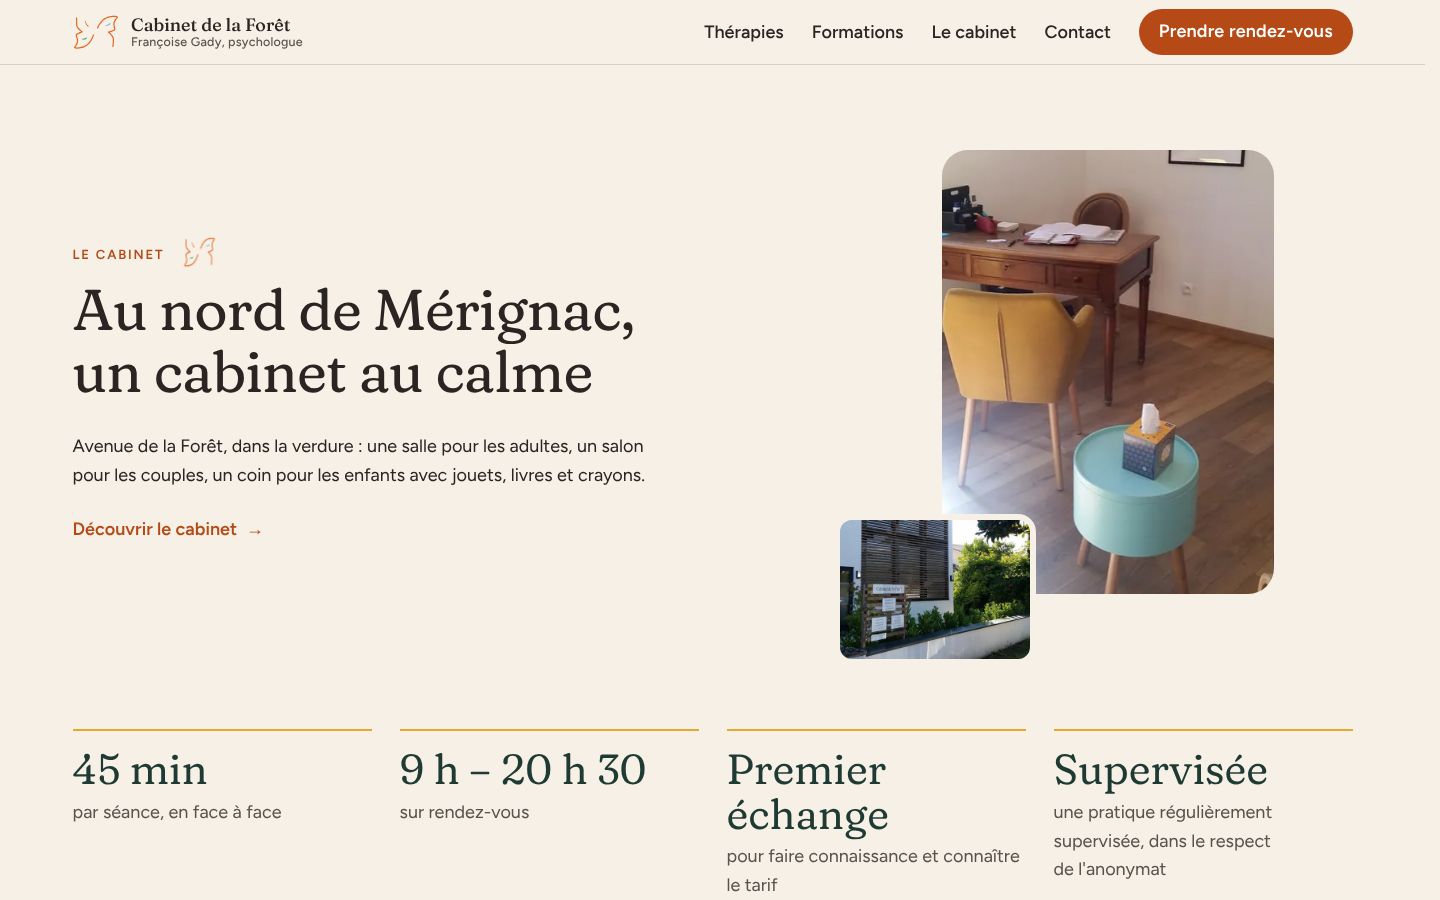 Cabinet de la Forêt
Françoise Gady, psychologue
Thérapies
Formations
Le cabinet
Contact
Prendre rendez-vous
LE CABINET
Au nord de Mérignac,
un cabinet au calme
Avenue de la Forêt, dans la verdure : une salle pour les adultes, un salon
pour les couples, un coin pour les enfants avec jouets, livres et crayons.
Découvrir le cabinet →
45 min
par séance, en face à face
9 h – 20 h 30
sur rendez-vous
Premier
échange
pour faire connaissance et connaître
le tarif
Supervisée
une pratique régulièrement
supervisée, dans le respect
de l'anonymat